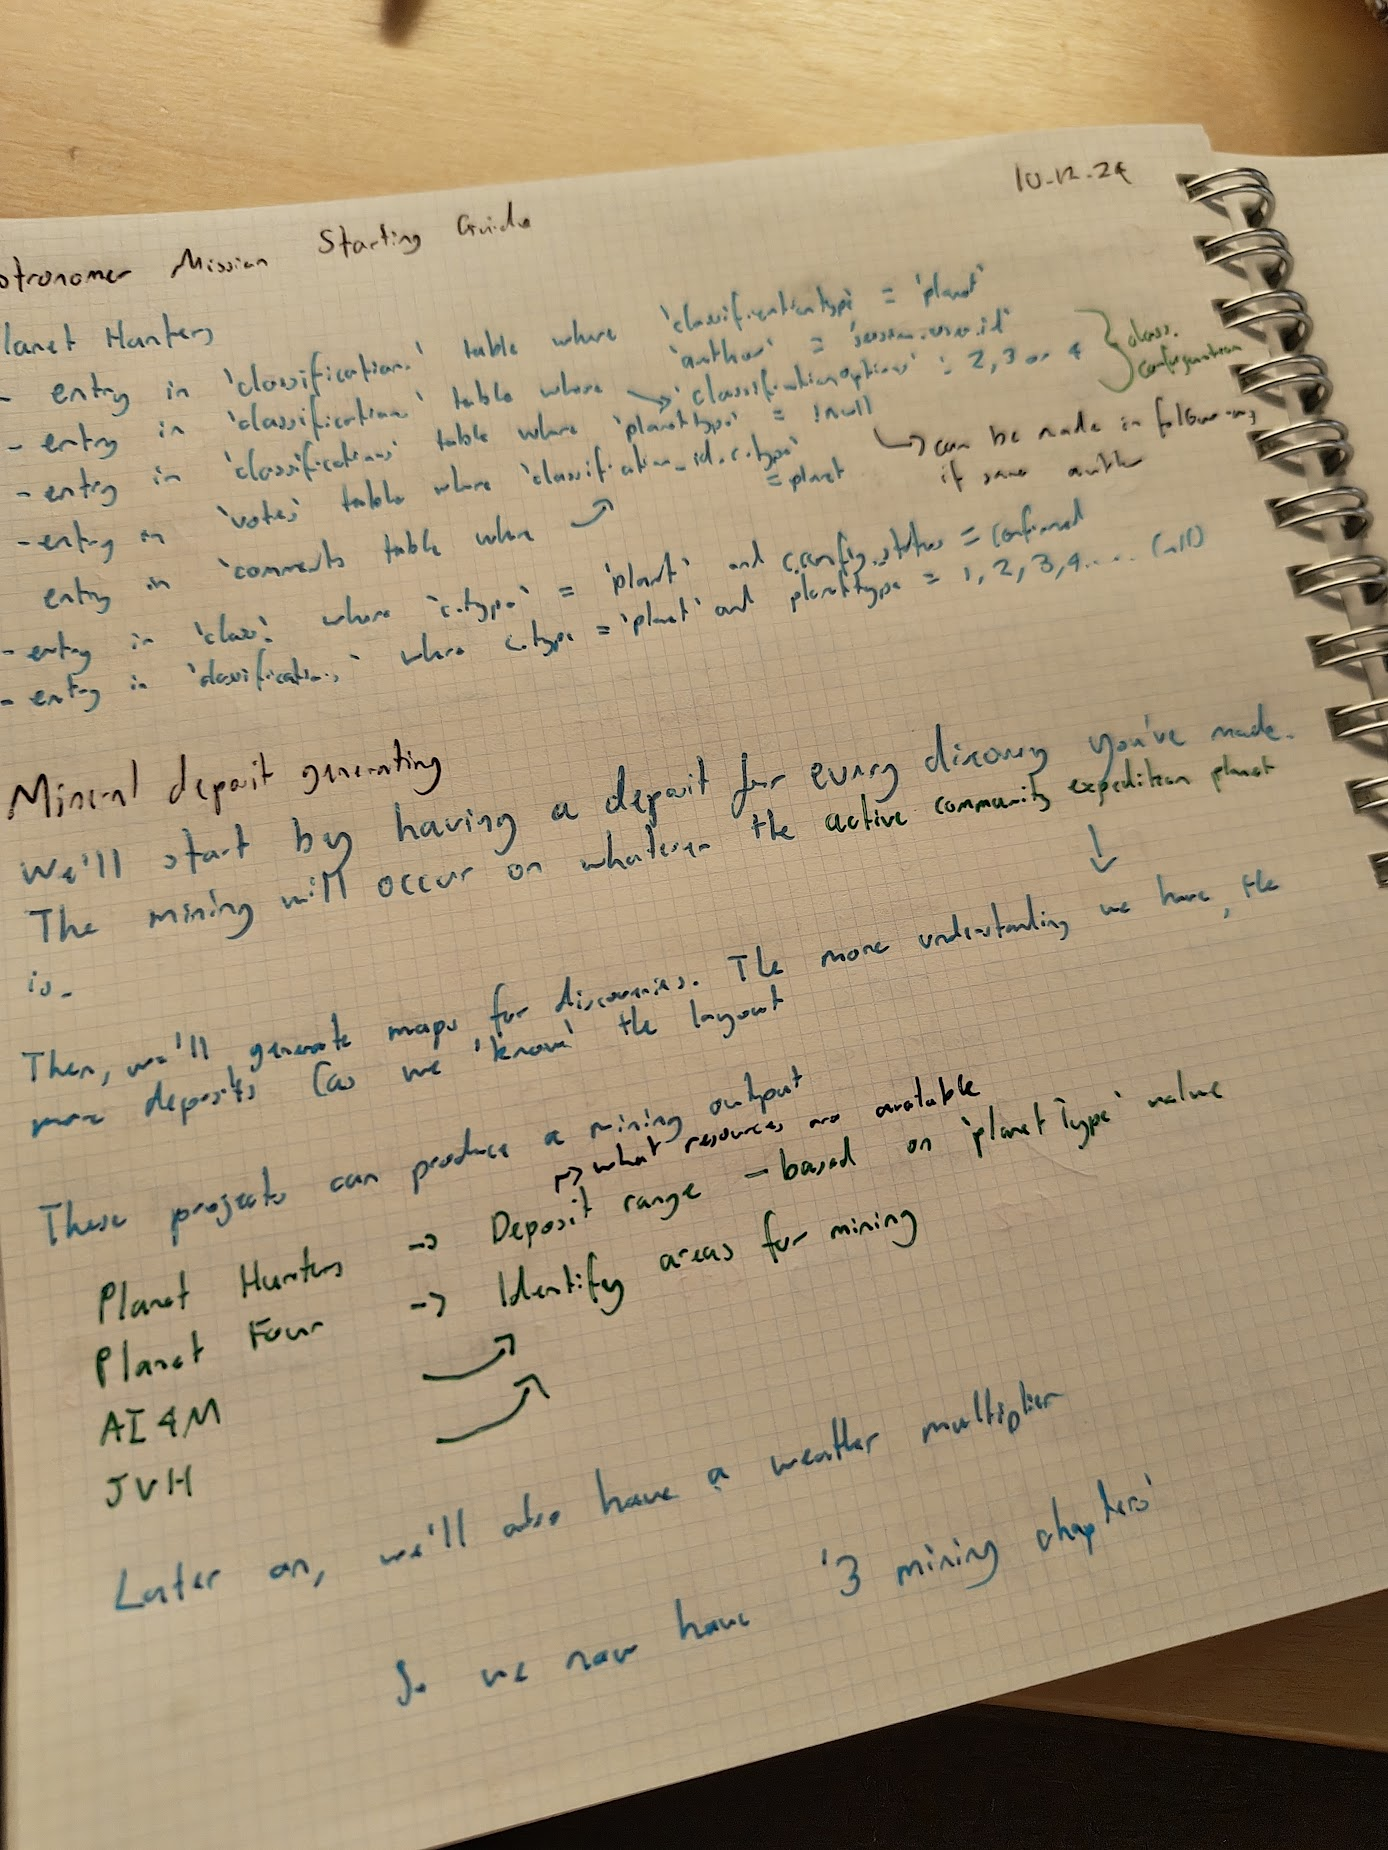 10-12-24
stronomer Mission Starting Guide
lanet Hunters
- entry in 'classifications' table where 'classificationtype' = 'planet'
- entry in 'classifications' table where 'author' = 'session.user.id'
- entry in 'classifications' table where → 'classificationoptions' : 2, 3 or 4 } class. configuration
- entry in 'votes' table where 'planettype' = !null
↳ can be made in following if same author
entry in 'comments table where 'classification_id.c.type' = planet
- entry in 'class.' where 'c.type' = 'planet' and c.config.status = confirmed
- entry in 'classifications' where c.type = 'planet' and planettype = 1, 2, 3, 4.... (all)
Mineral deposit generating
We'll start by having a deposit for every discovery you've made.
The mining will occur on whatever the active community expedition planet
is.
Then, we'll generate maps for discoveries. The more understanding we have, the
more deposits (as we 'know' the layout
These projects can produce a mining output
↳ what resources are available
Planet Hunters → Deposit range - based on 'planetType' value
Planet Four → Identify areas for mining
AI4M
JVH
Later on, we'll also have a weather multiplier
So we now have '3 mining chapters'